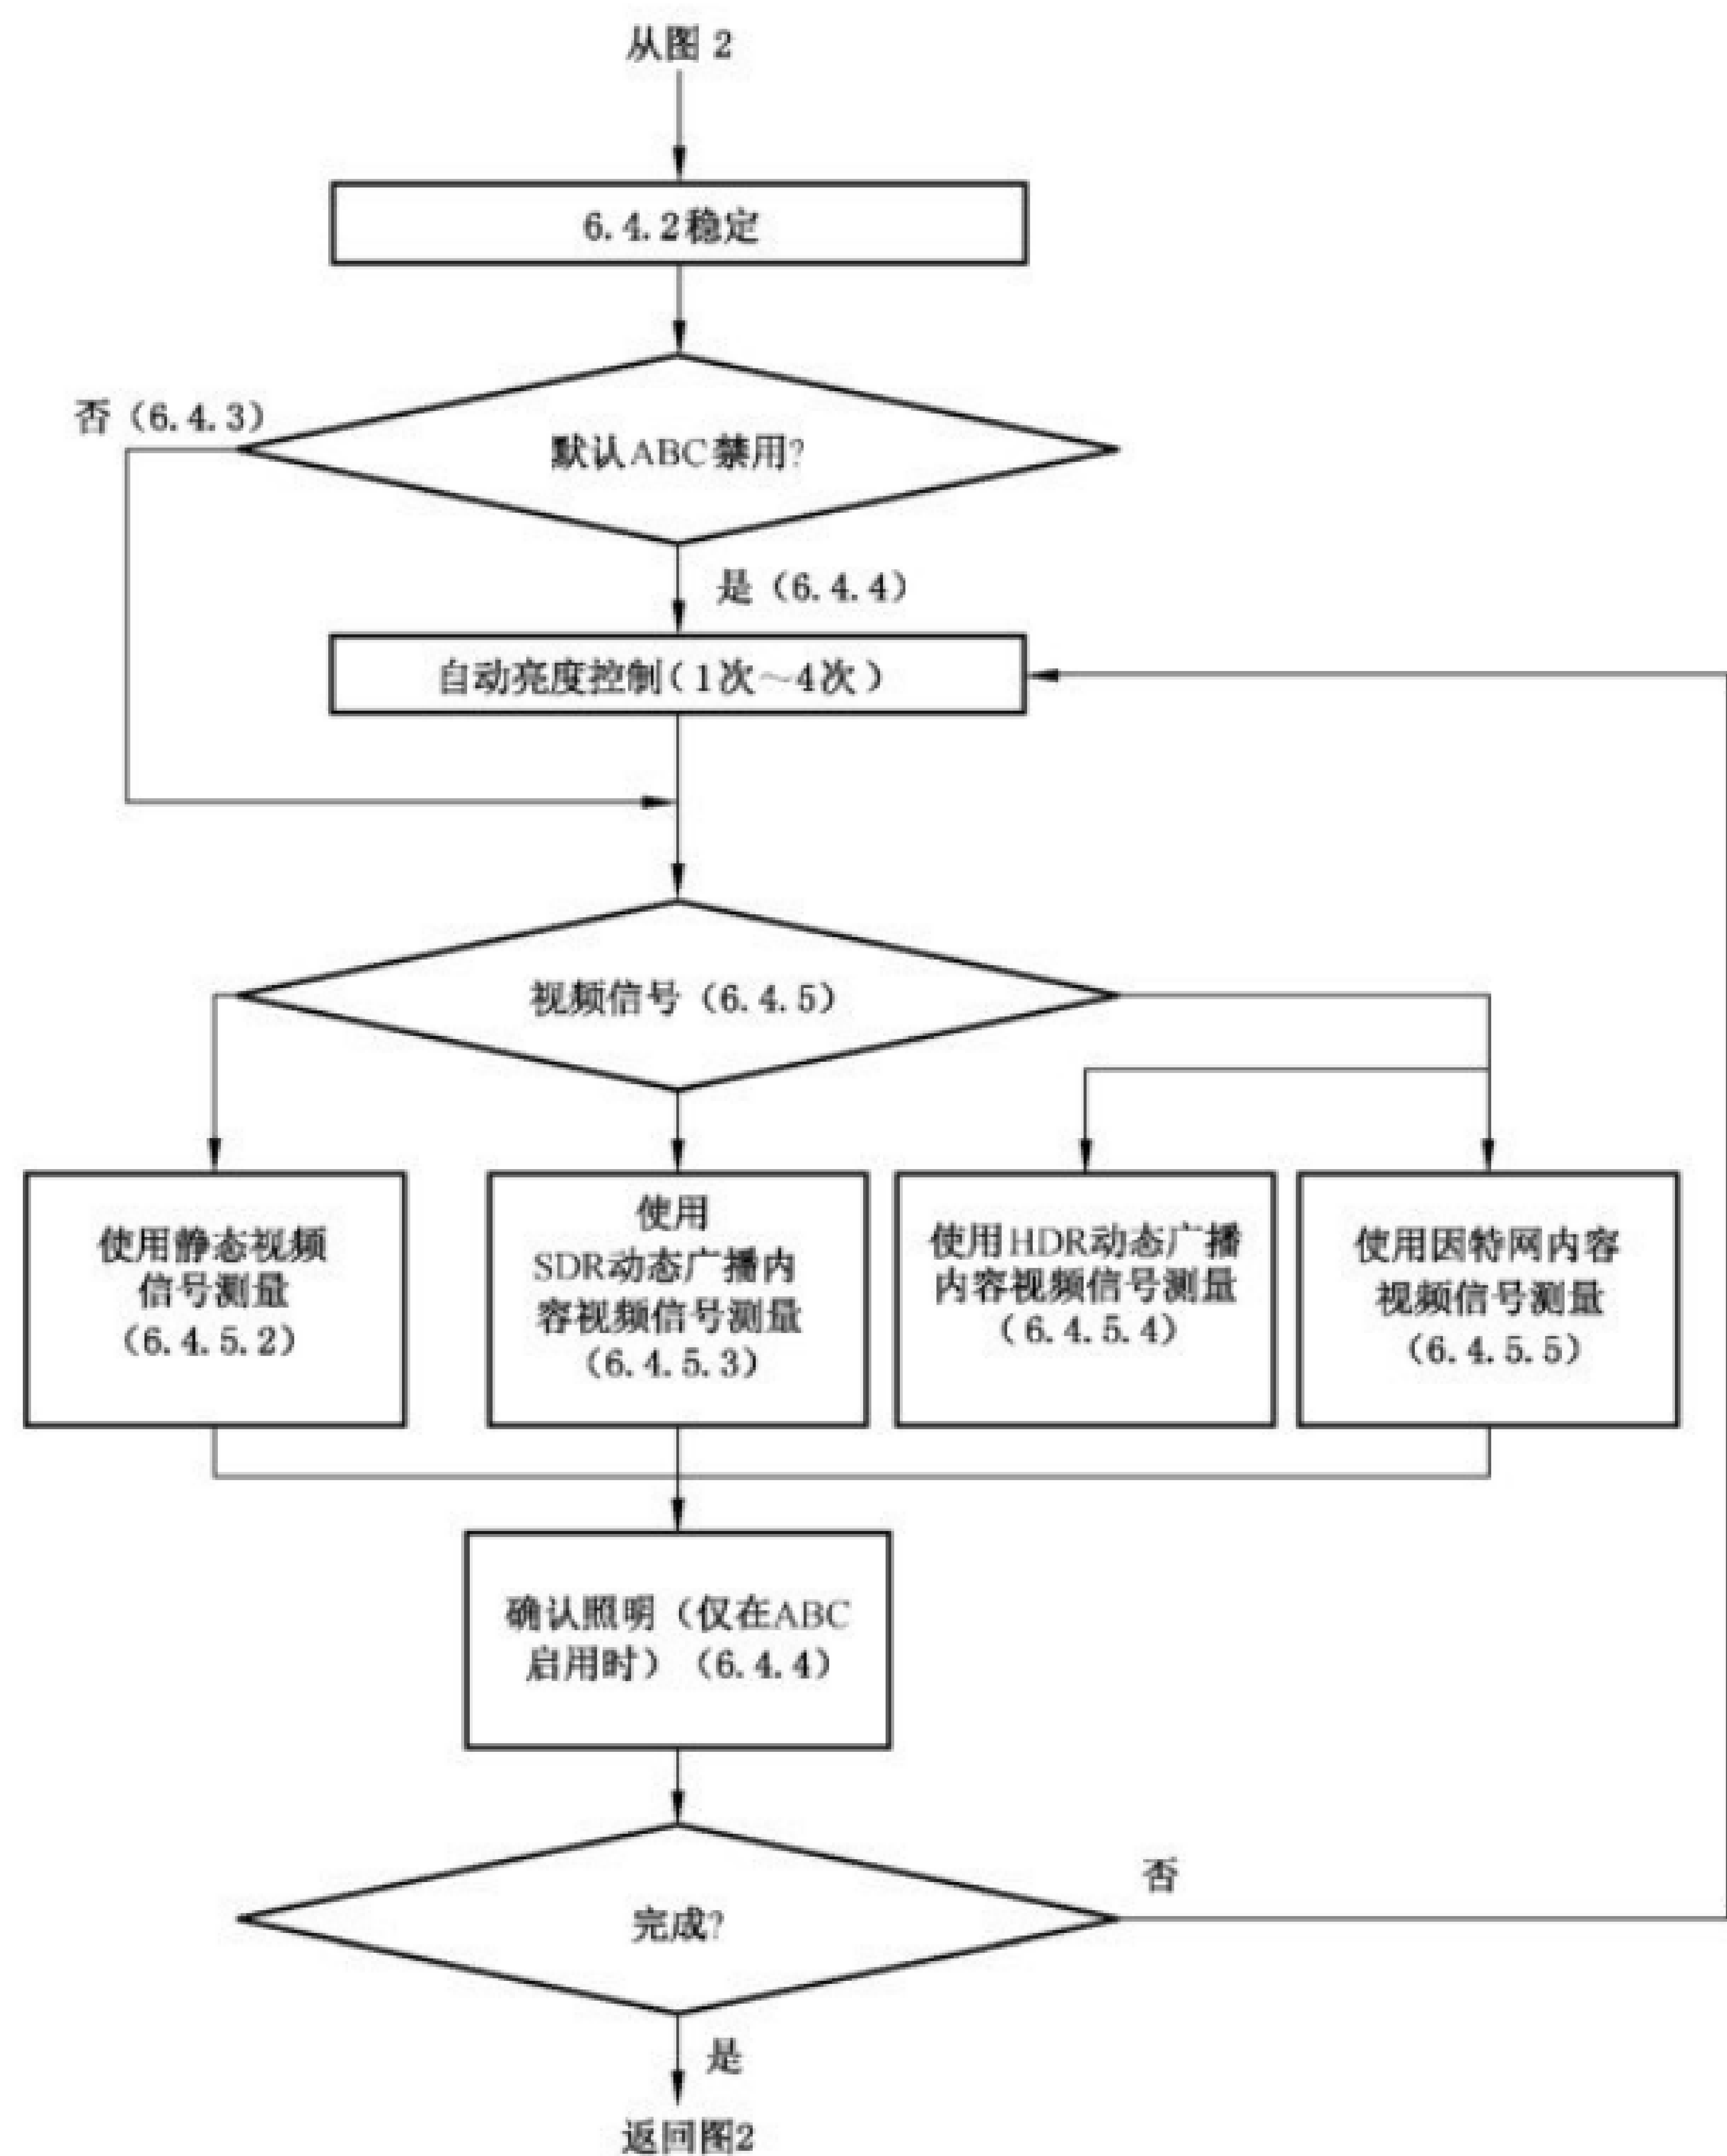 从图 2
6.4.2稳定
否（6.4.3）
默认ABC禁用?
是（6.4.4）
自动亮度控制（1次～4次）
视频信号（6.4.5）
使用静态视频
信号测量
（6.4.5.2）
使用
SDR动态广播内
容视频信号测量
（6.4.5.3）
使用HDR动态广播
内容视频信号测量
（6.4.5.4）
使用因特网内容
视频信号测量
（6.4.5.5）
确认照明（仅在ABC
启用时）（6.4.4）
否
完成?
是
返回图2